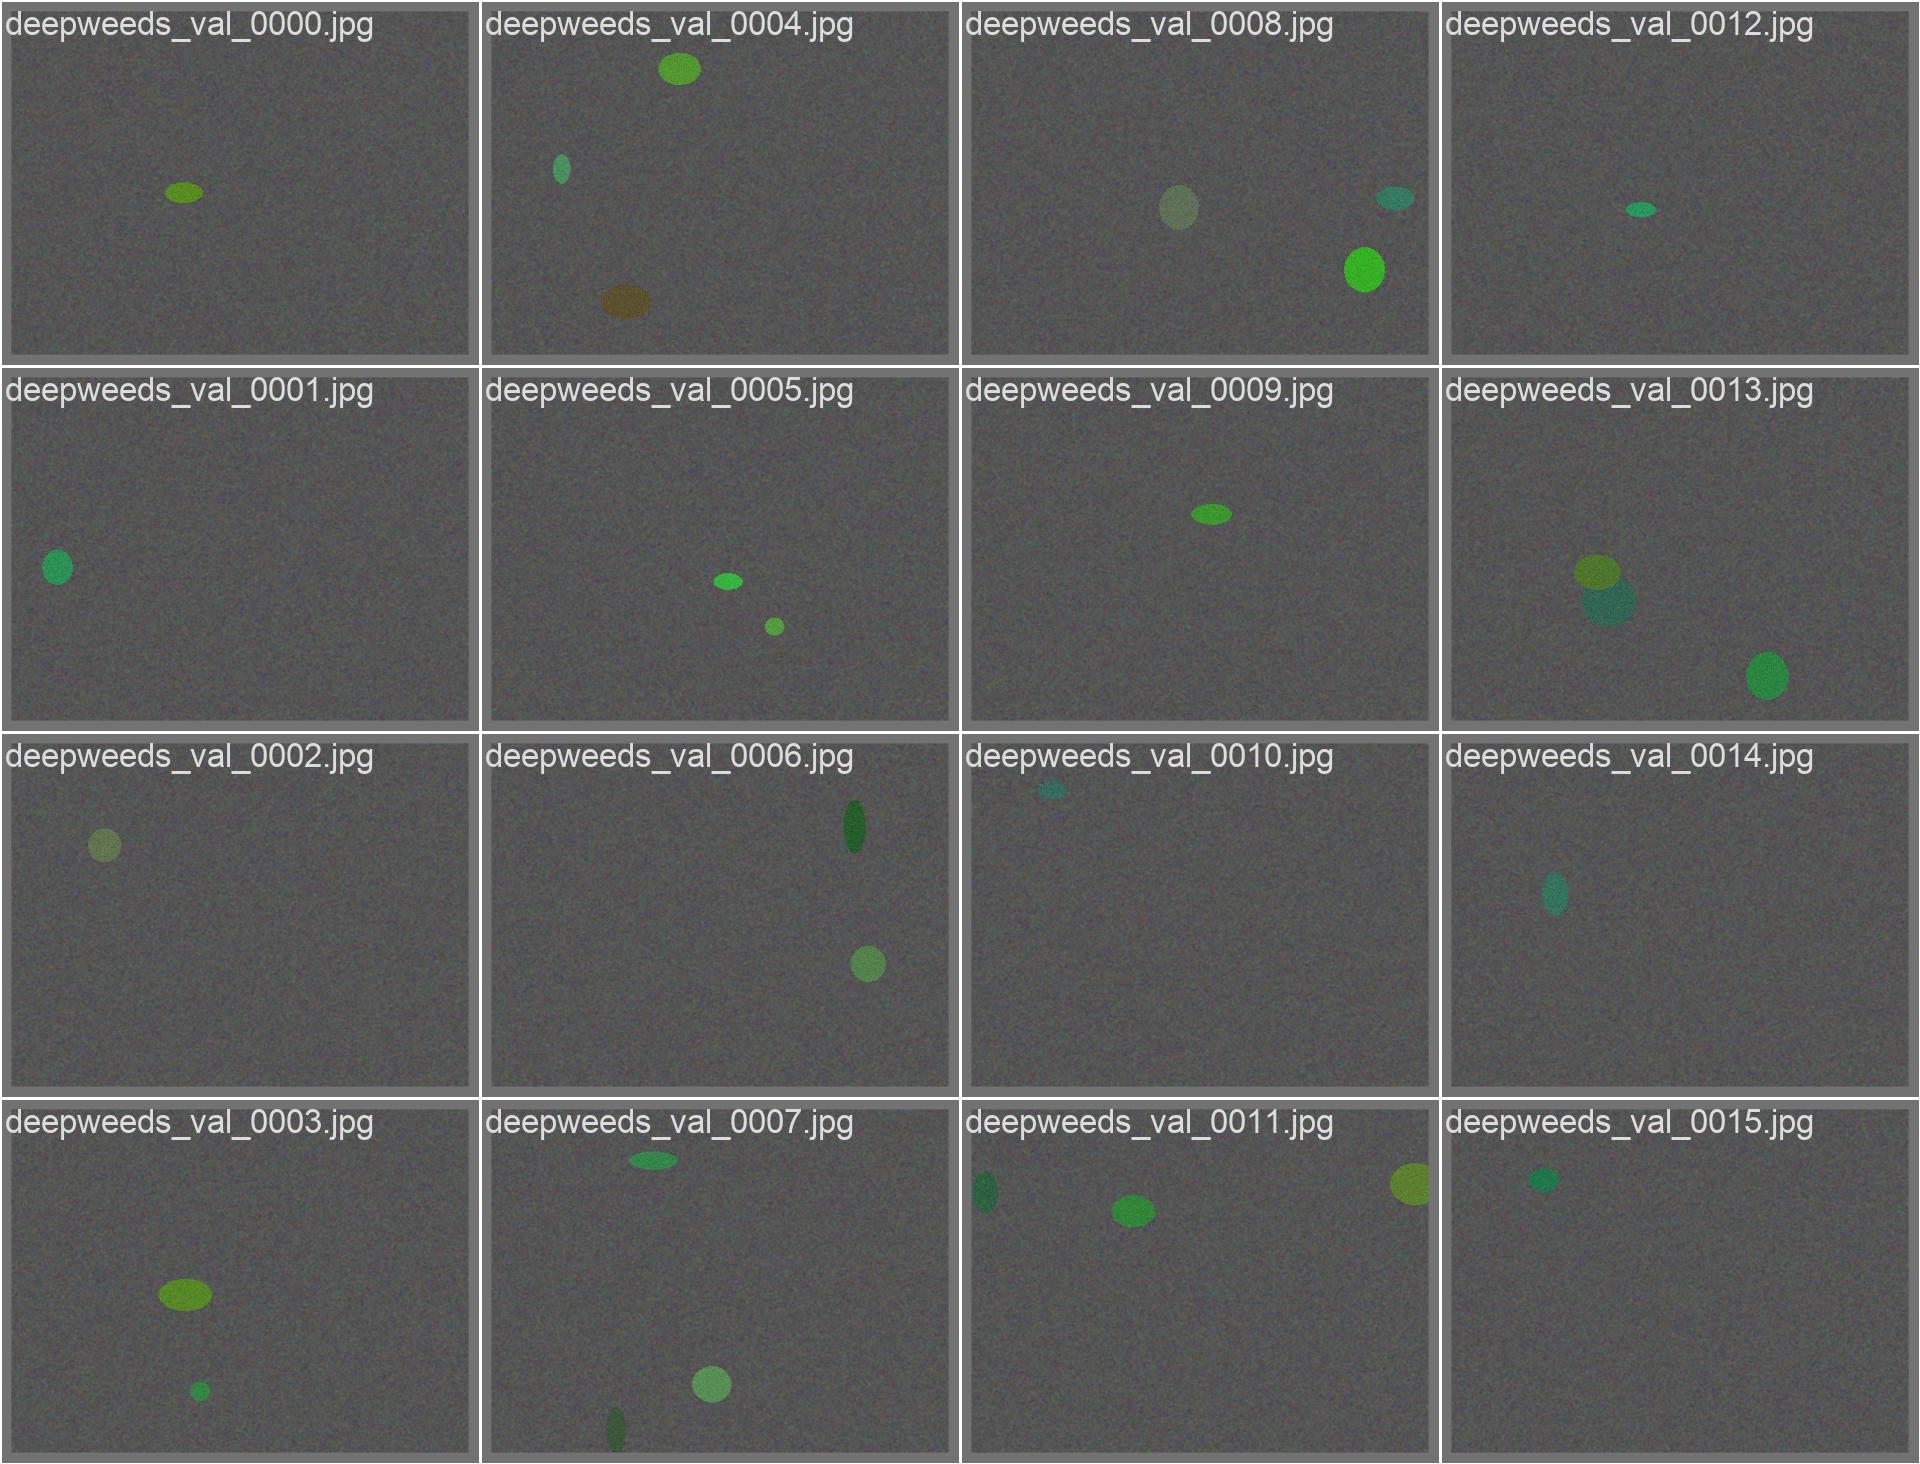 deepweeds_val_0000.jpg
deepweeds_val_0004.jpg
deepweeds_val_0008.jpg
deepweeds_val_0012.jpg
deepweeds_val_0001.jpg
deepweeds_val_0005.jpg
deepweeds_val_0009.jpg
deepweeds_val_0013.jpg
deepweeds_val_0002.jpg
deepweeds_val_0006.jpg
deepweeds_val_0010.jpg
deepweeds_val_0014.jpg
deepweeds_val_0003.jpg
deepweeds_val_0007.jpg
deepweeds_val_0011.jpg
deepweeds_val_0015.jpg